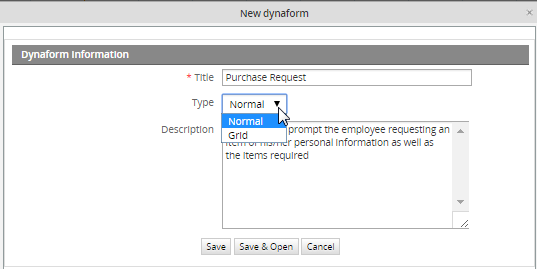 New dynaform ×
Dynaform Information
* Title Purchase Request
Type Normal
Normal
Grid
Description prompt the employee requesting an
item of his/her personal information as well as
the items required
Save Save & Open Cancel